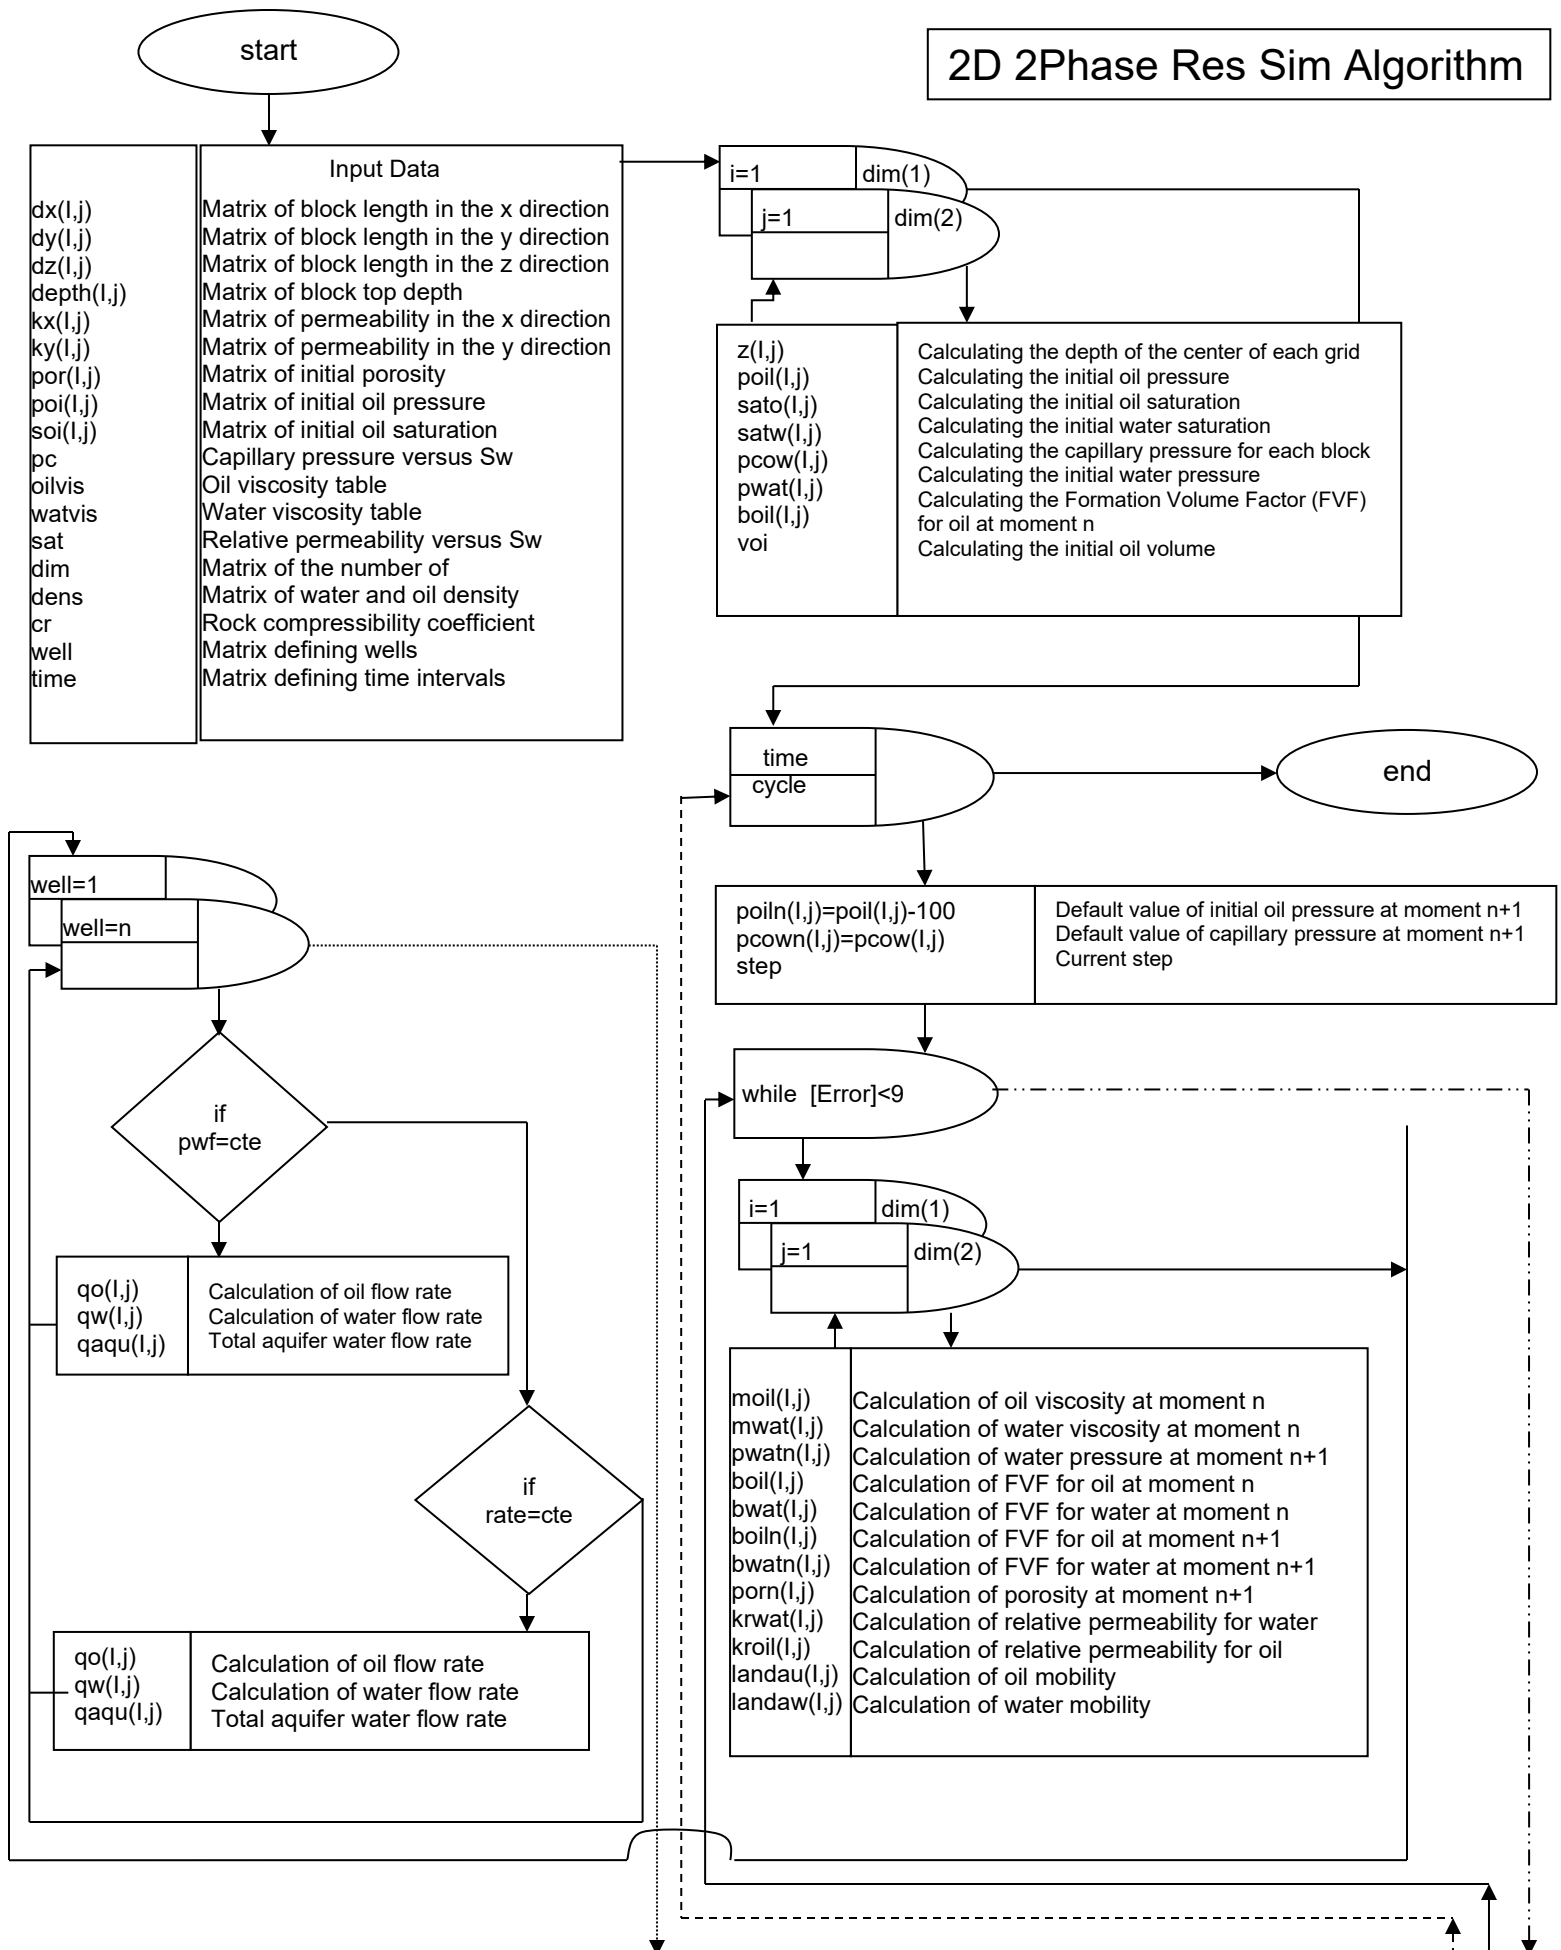 start
2D 2Phase Res Sim Algorithm
Input Data
dx(I,j) Matrix of block length in the x direction
dy(I,j) Matrix of block length in the y direction
dz(I,j) Matrix of block length in the z direction
depth(I,j) Matrix of block top depth
kx(I,j) Matrix of permeability in the x direction
ky(I,j) Matrix of permeability in the y direction
por(I,j) Matrix of initial porosity
poi(I,j) Matrix of initial oil pressure
soi(I,j) Matrix of initial oil saturation
pc Capillary pressure versus Sw
oilvis Oil viscosity table
watvis Water viscosity table
sat Relative permeability versus Sw
dim Matrix of the number of
dens Matrix of water and oil density
cr Rock compressibility coefficient
well Matrix defining wells
time Matrix defining time intervals
i=1 dim(1)
j=1 dim(2)
z(I,j)
poil(I,j)
sato(I,j)
satw(I,j)
pcow(I,j)
pwat(I,j)
boil(I,j)
voi
Calculating the depth of the center of each grid
Calculating the initial oil pressure
Calculating the initial oil saturation
Calculating the initial water saturation
Calculating the capillary pressure for each block
Calculating the initial water pressure
Calculating the Formation Volume Factor (FVF)
for oil at moment n
Calculating the initial oil volume
time
cycle
end
poiln(I,j)=poil(I,j)-100
pcown(I,j)=pcow(I,j)
step
Default value of initial oil pressure at moment n+1
Default value of capillary pressure at moment n+1
Current step
while [Error]<9
i=1 dim(1)
j=1 dim(2)
moil(I,j) Calculation of oil viscosity at moment n
mwat(I,j) Calculation of water viscosity at moment n
pwatn(I,j) Calculation of water pressure at moment n+1
boil(I,j) Calculation of FVF for oil at moment n
bwat(I,j) Calculation of FVF for water at moment n
boiln(I,j) Calculation of FVF for oil at moment n+1
bwatn(I,j) Calculation of FVF for water at moment n+1
porn(I,j) Calculation of porosity at moment n+1
krwat(I,j) Calculation of relative permeability for water
kroil(I,j) Calculation of relative permeability for oil
landau(I,j) Calculation of oil mobility
landaw(I,j) Calculation of water mobility
well=1
well=n
if
pwf=cte
qo(I,j) Calculation of oil flow rate
qw(I,j) Calculation of water flow rate
qaqu(I,j) Total aquifer water flow rate
if
rate=cte
qo(I,j) Calculation of oil flow rate
qw(I,j) Calculation of water flow rate
qaqu(I,j) Total aquifer water flow rate